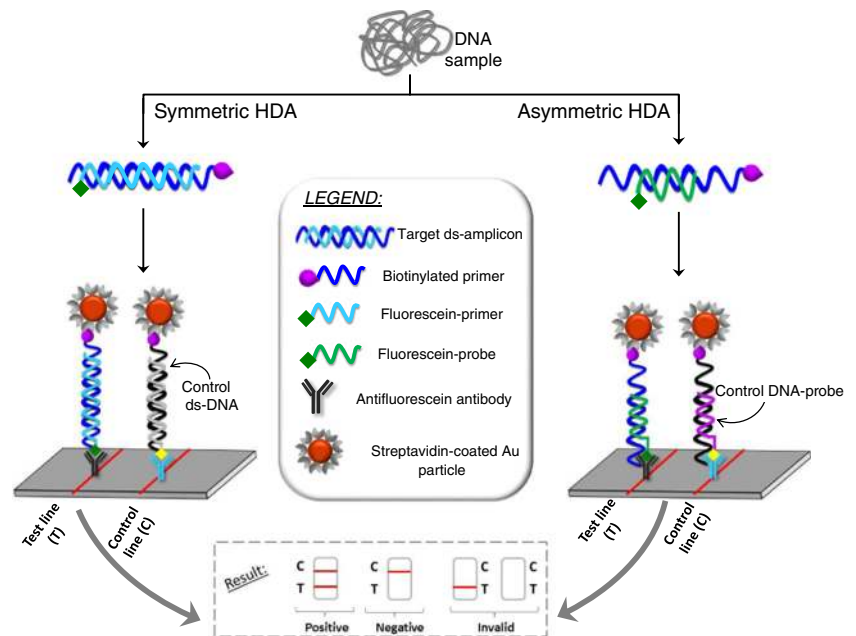 DNA
sample
Symmetric HDA
Asymmetric HDA
LEGEND:
Target ds-amplicon
Biotinylated primer
Fluorescein-primer
Fluorescein-probe
Antifluorescein antibody
Streptavidin-coated Au
particle
Control
ds-DNA
Control DNA-probe
Test line
(T)
Control
line (C)
Test line
(T)
Control
line (C)
Result:
C C C
T T T
Positive Negative Invalid